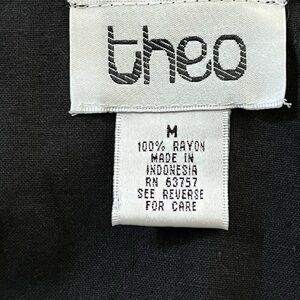 theo
M
100% RAYON
MADE IN
INDONESIA
RN 63757
SEE REVERSE
FOR CARE